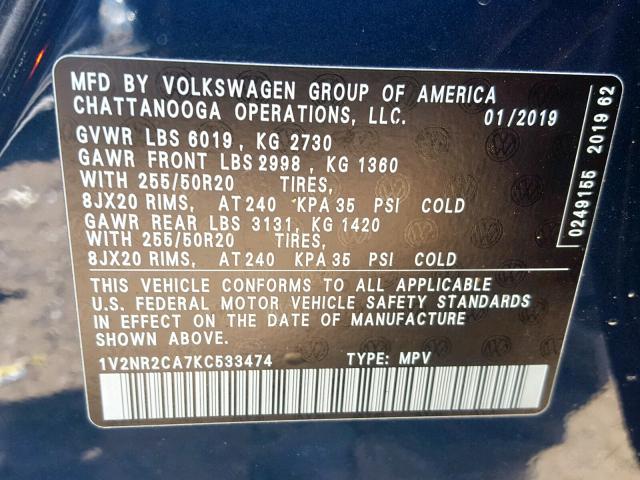 MFD BY VOLKSWAGEN GROUP OF AMERICA
CHATTANOOGA OPERATIONS, LLC. 01/2019
GVWR LBS 6019 , KG 2730
GAWR FRONT LBS 2998 , KG 1360
WITH 255/50R20 TIRES,
8JX20 RIMS, AT 240 KPA 35 PSI COLD
GAWR REAR LBS 3131, KG 1420
WITH 255/50R20 TIRES,
8JX20 RIMS, AT 240 KPA 35 PSI COLD
THIS VEHICLE CONFORMS TO ALL APPLICABLE
U.S. FEDERAL MOTOR VEHICLE SAFETY STANDARDS
IN EFFECT ON THE DATE OF MANUFACTURE
SHOWN ABOVE.
1V2NR2CA7KC533474 TYPE: MPV
0249155 2019 62